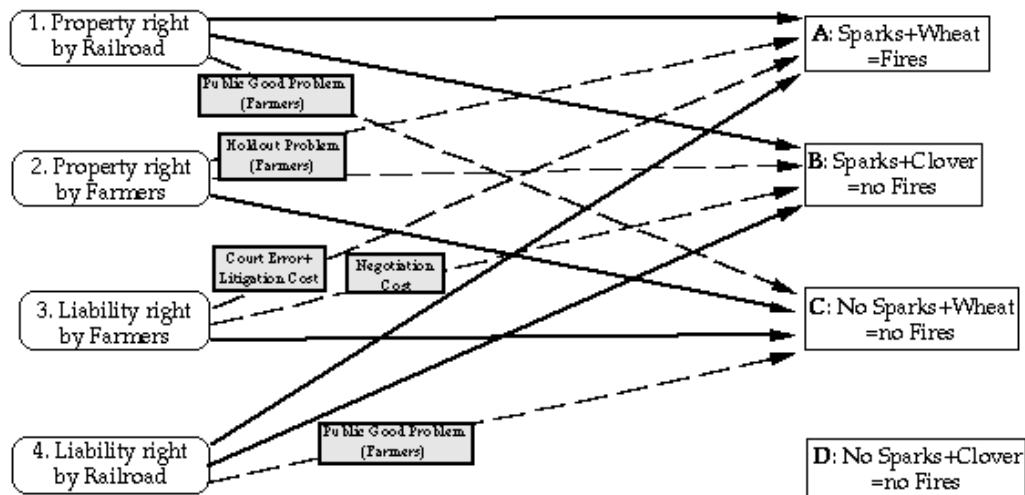 1. Property right
by Railroad
A: Sparks+Wheat
=Fires
Public Good Problem
(Farmers)
Holdout Problem
(Farmers)
2. Property right
by Farmers
B: Sparks+Clover
=no Fires
Court Error+
Litigation Cost
Negotiation
Cost
3. Liability right
by Farmers
C: No Sparks+Wheat
=no Fires
Public Good Problem
(Farmers)
4. Liability right
by Railroad
D: No Sparks+Clover
=no Fires